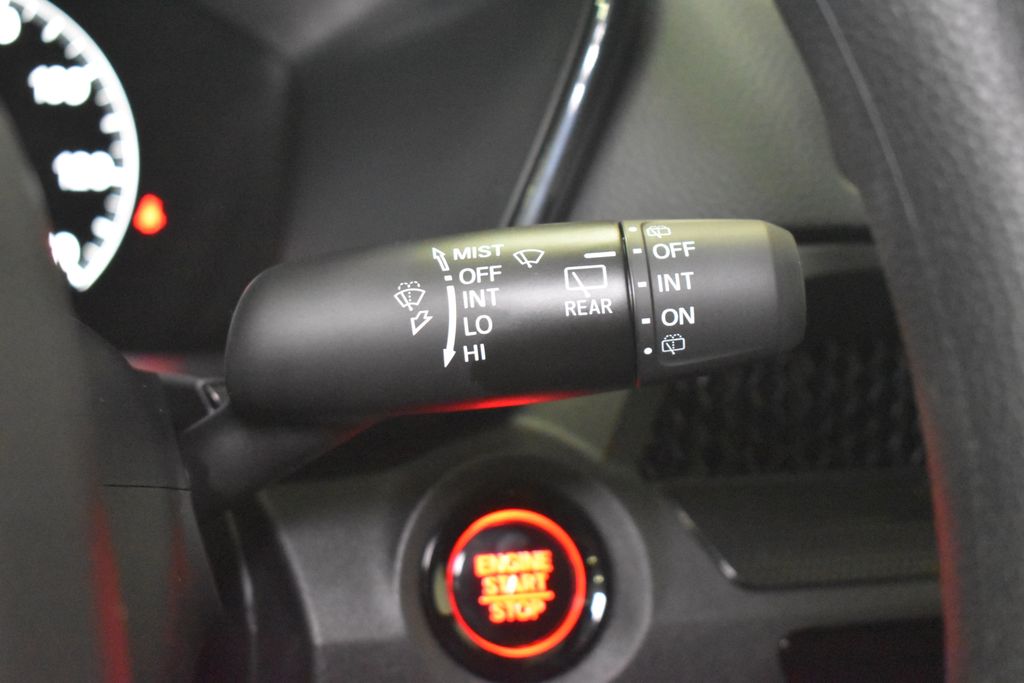 MIST
OFF
INT
LO
HI
REAR
OFF
INT
ON
ENGINE
START
STOP